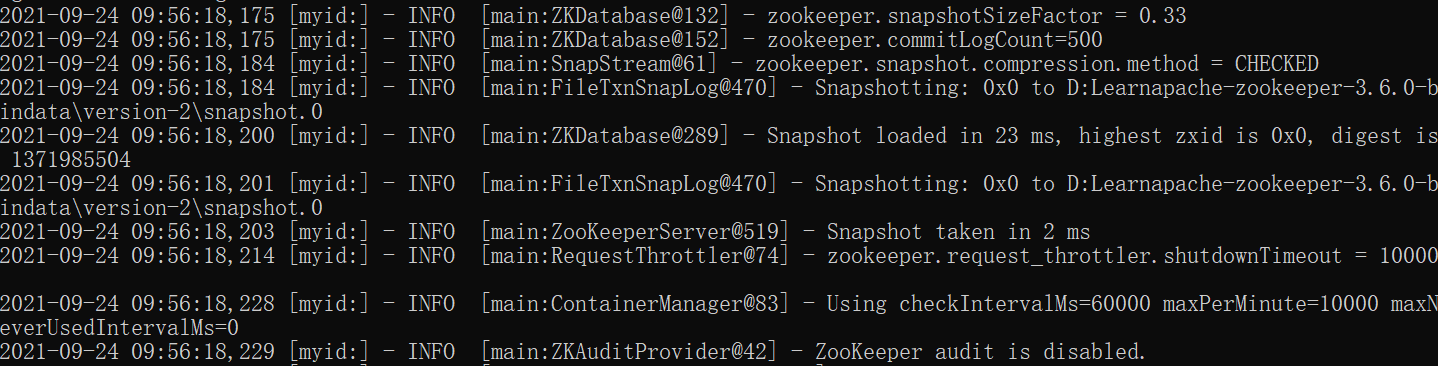 2021-09-24 09:56:18,175 [myid:] - INFO  [main:ZKDatabase@132] - zookeeper.snapshotSizeFactor = 0.33
2021-09-24 09:56:18,175 [myid:] - INFO  [main:ZKDatabase@152] - zookeeper.commitLogCount=500
2021-09-24 09:56:18,184 [myid:] - INFO  [main:SnapStream@61] - zookeeper.snapshot.compression.method = CHECKED
2021-09-24 09:56:18,184 [myid:] - INFO  [main:FileTxnSnapLog@470] - Snapshotting: 0x0 to D:Learnapache-zookeeper-3.6.0-b
indata\version-2\snapshot.0
2021-09-24 09:56:18,200 [myid:] - INFO  [main:ZKDatabase@289] - Snapshot loaded in 23 ms, highest zxid is 0x0, digest is
 1371985504
2021-09-24 09:56:18,201 [myid:] - INFO  [main:FileTxnSnapLog@470] - Snapshotting: 0x0 to D:Learnapache-zookeeper-3.6.0-b
indata\version-2\snapshot.0
2021-09-24 09:56:18,203 [myid:] - INFO  [main:ZooKeeperServer@519] - Snapshot taken in 2 ms
2021-09-24 09:56:18,214 [myid:] - INFO  [main:RequestThrottler@74] - zookeeper.request_throttler.shutdownTimeout = 10000
2021-09-24 09:56:18,228 [myid:] - INFO  [main:ContainerManager@83] - Using checkIntervalMs=60000 maxPerMinute=10000 maxN
everUsedIntervalMs=0
2021-09-24 09:56:18,229 [myid:] - INFO  [main:ZKAuditProvider@42] - ZooKeeper audit is disabled.